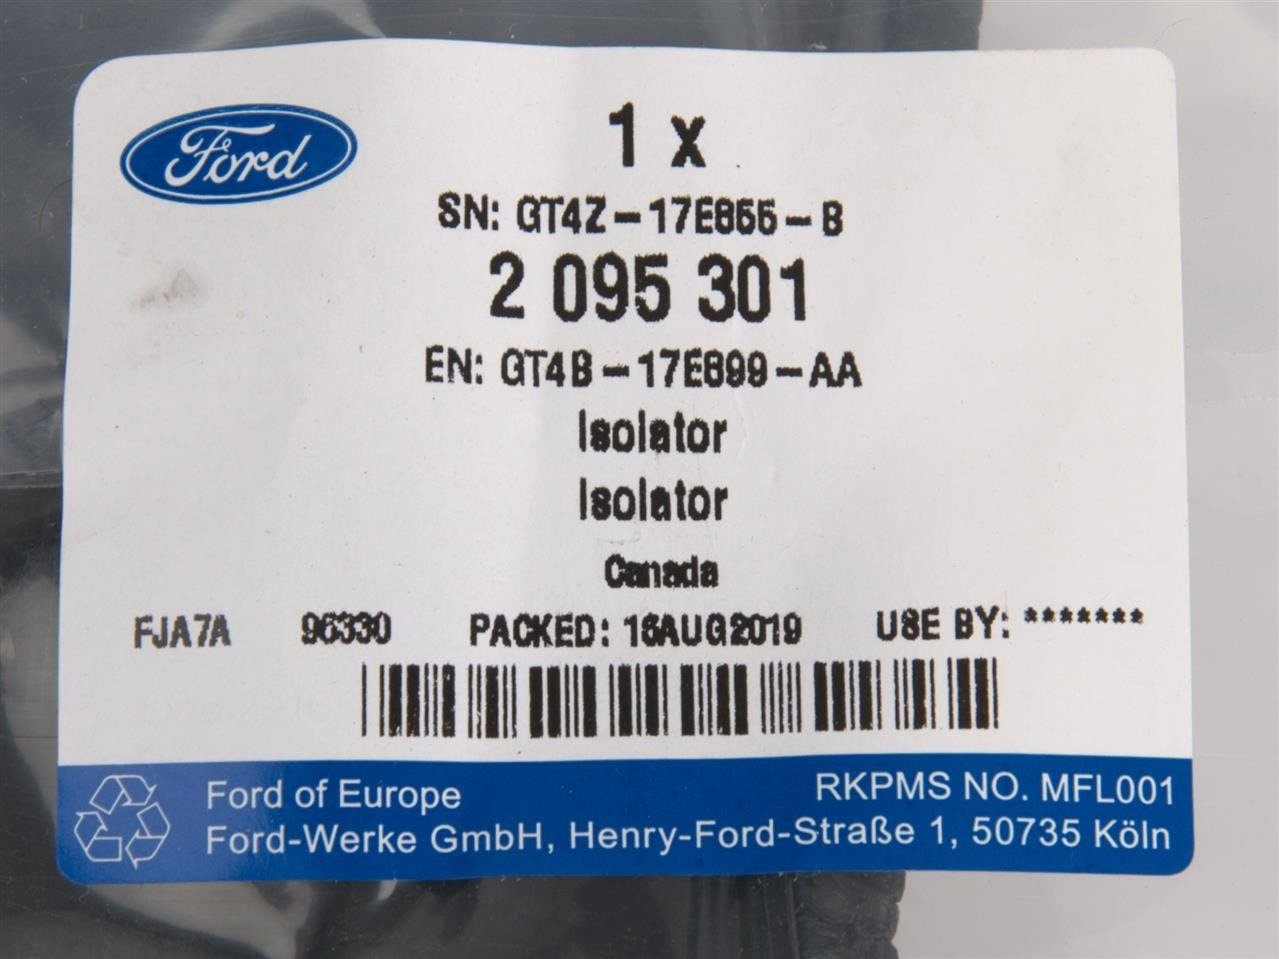 Ford
1 x
SN: GT4Z-17E855-B
2 095 301
EN: GT4B-17E899-AA
Isolator
Isolator
Canada
FJA7A 96330 PACKED: 16AUG2019 USE BY: *******
Ford of Europe
RKPMS NO. MFL001
Ford-Werke GmbH, Henry-Ford-Straße 1, 50735 Köln